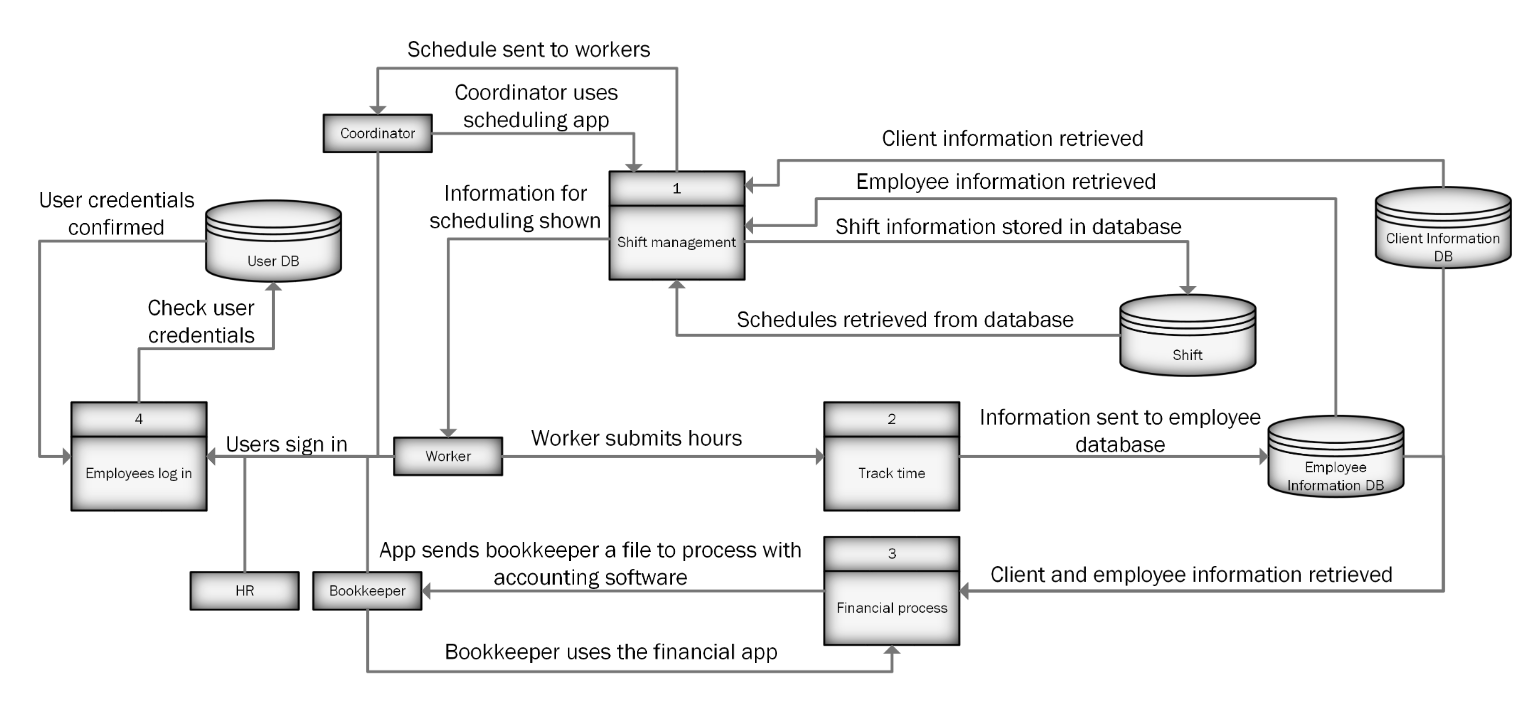 Schedule sent to workers
Coordinator uses
scheduling app
Coordinator
Client information retrieved
1
Employee information retrieved
Information for
scheduling shown
User credentials
confirmed
Shift management
Shift information stored in database
Client Information
DB
User DB
Check user
credentials
Schedules retrieved from database
Shift
4
Users sign in
Employees log in
Worker
Worker submits hours
2
Track time
Information sent to employee
database
Employee
Information DB
App sends bookkeeper a file to process with
accounting software
3
Financial process
Client and employee information retrieved
HR
Bookkeeper
Bookkeeper uses the financial app